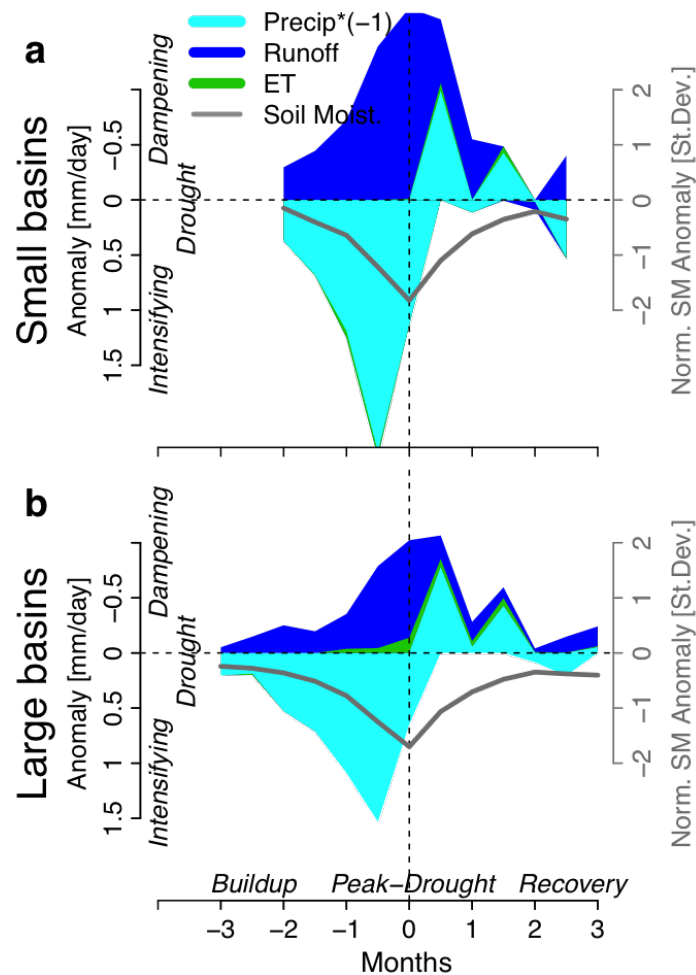 a
Precip*(−1)
Runoff
ET
Soil Moist.
Small basins
Anomaly [mm/day]
−0.5
0
0.5
1
1.5
Dampening
Drought
Intensifying
2
1
0
−1
−2
Norm. SM Anomaly [St.Dev.]
b
Large basins
Anomaly [mm/day]
−0.5
0
0.5
1
1.5
Dampening
Drought
Intensifying
2
1
0
−1
−2
Norm. SM Anomaly [St.Dev.]
Buildup Peak−Drought Recovery
−3 −2 −1 0 1 2 3
Months